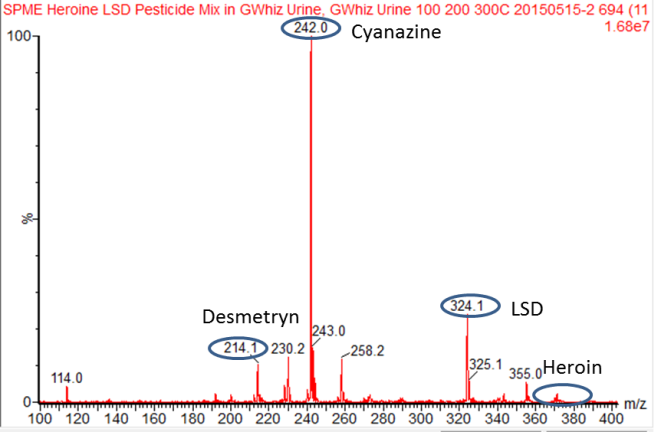 SPME Heroine LSD Pesticide Mix in GWhiz Urine, GWhiz Urine 100 200 300C 20150515-2 694 (11
1.68e7
100
242.0
Cyanazine
%
324.1
LSD
Desmetryn
214.1
230.2
243.0
258.2
325.1
355.0
Heroin
114.0
0
m/z
100 120 140 160 180 200 220 240 260 280 300 320 340 360 380 400